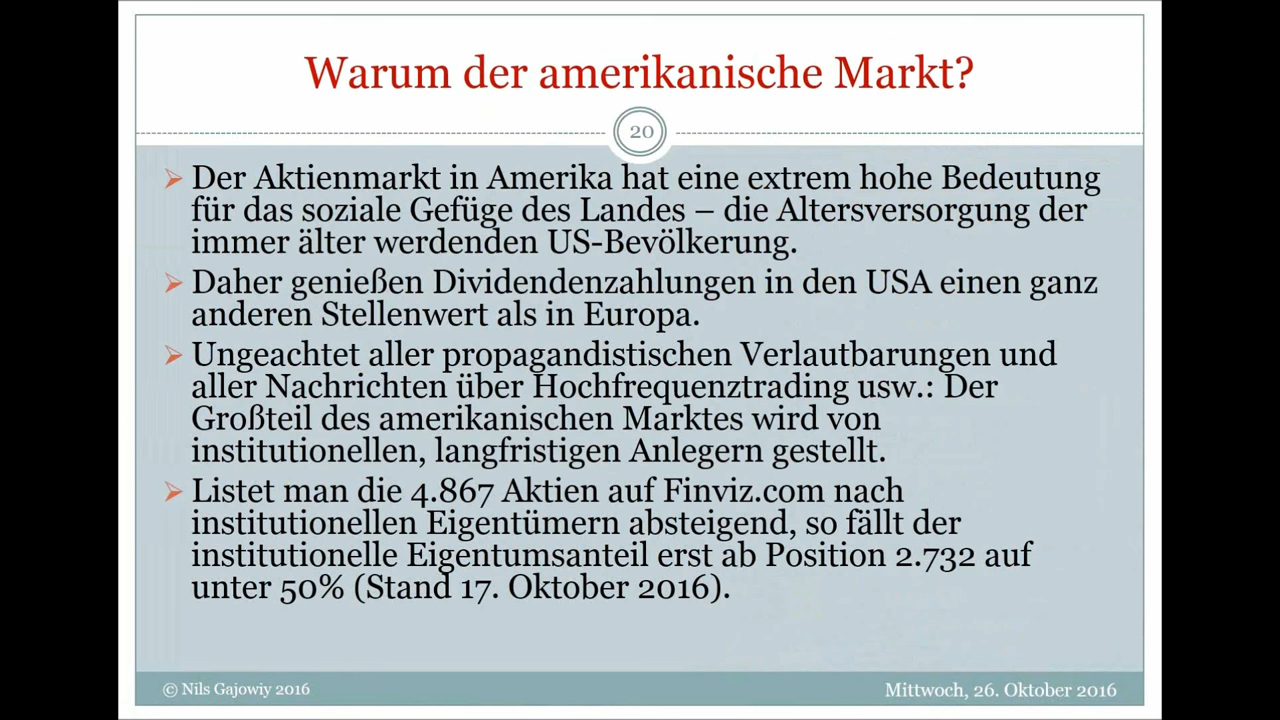 Warum der amerikanische Markt?
20
Der Aktienmarkt in Amerika hat eine extrem hohe Bedeutung
für das soziale Gefüge des Landes – die Altersversorgung der
immer älter werdenden US-Bevölkerung.
Daher genießen Dividendenzahlungen in den USA einen ganz
anderen Stellenwert als in Europa.
Ungeachtet aller propagandistischen Verlautbarungen und
aller Nachrichten über Hochfrequenztrading usw.: Der
Großteil des amerikanischen Marktes wird von
institutionellen, langfristigen Anlegern gestellt.
Listet man die 4.867 Aktien auf Finviz.com nach
institutionellen Eigentümern absteigend, so fällt der
institutionelle Eigentumsanteil erst ab Position 2.732 auf
unter 50% (Stand 17. Oktober 2016).
© Nils Gajowiy 2016
Mittwoch, 26. Oktober 2016